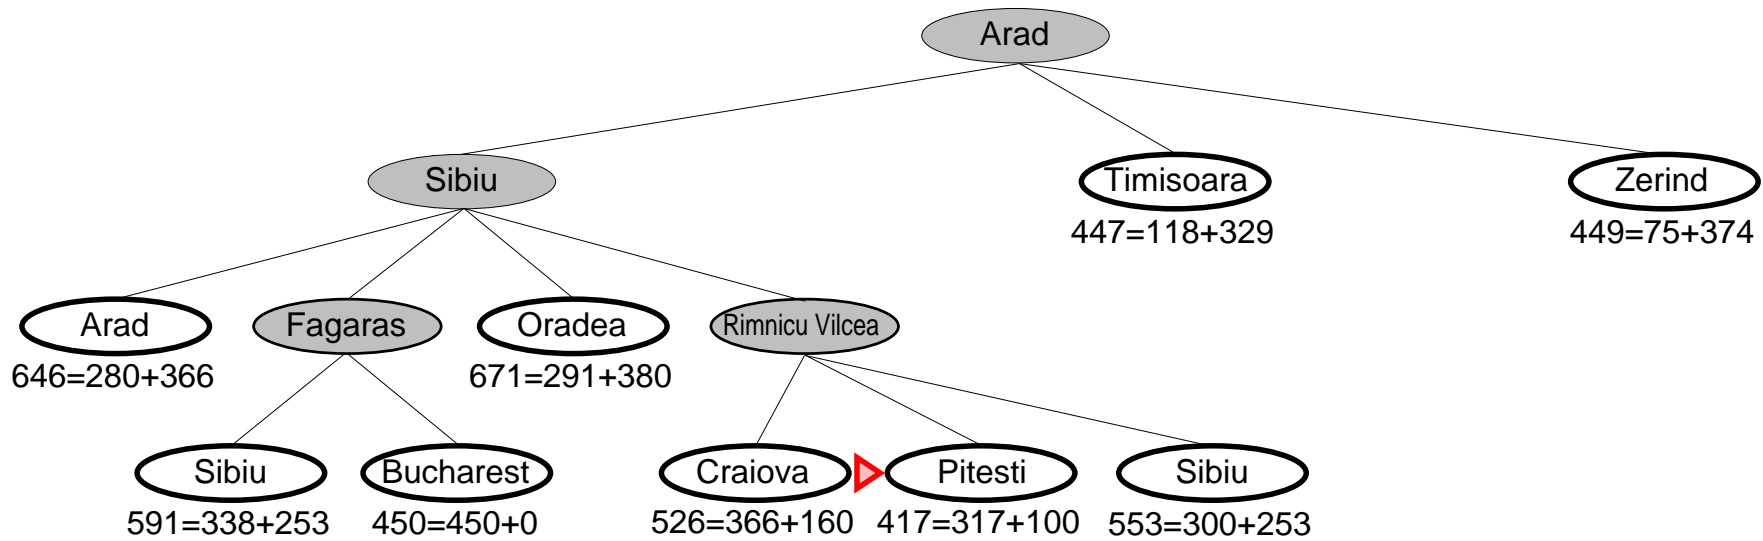 Arad
Sibiu
Timisoara
Zerind
447=118+329
449=75+374
Arad
Fagaras
Oradea
Rimnicu Vilcea
646=280+366
671=291+380
Sibiu
Bucharest
Craiova
Pitesti
Sibiu
591=338+253
450=450+0
526=366+160
417=317+100
553=300+253